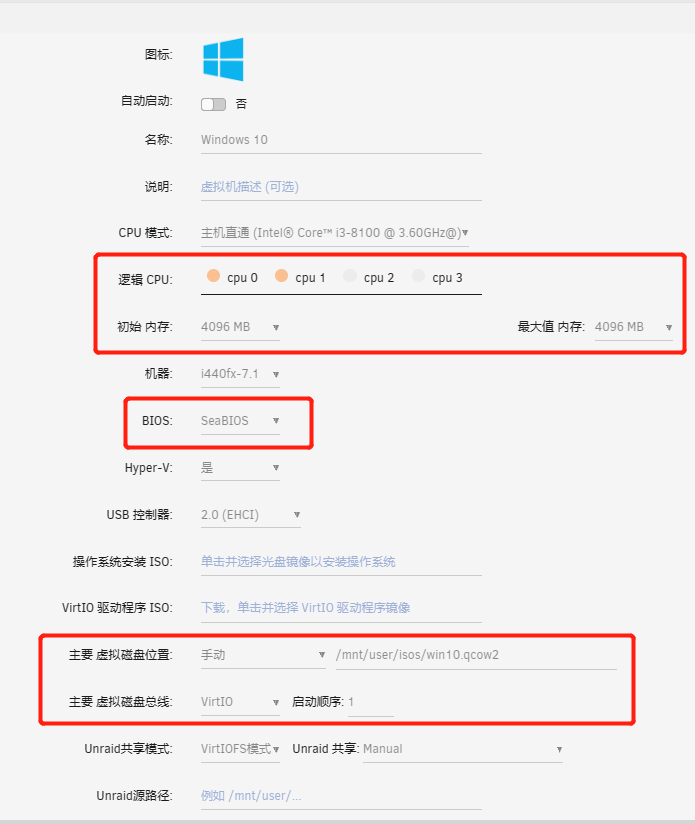 图标:
自动启动: 否
名称: Windows 10
说明: 虚拟机描述 (可选)
CPU 模式: 主机直通 (Intel® Core™ i3-8100 @ 3.60GHz@)
逻辑 CPU: cpu 0 cpu 1 cpu 2 cpu 3
初始 内存: 4096 MB 最大值 内存: 4096 MB
机器: i440fx-7.1
BIOS: SeaBIOS
Hyper-V: 是
USB 控制器: 2.0 (EHCI)
操作系统安装 ISO: 单击并选择光盘镜像以安装操作系统
VirtIO 驱动程序 ISO: 下载，单击并选择 VirtIO 驱动程序镜像
主要 虚拟磁盘位置: 手动 /mnt/user/isos/win10.qcow2
主要 虚拟磁盘总线: VirtIO 启动顺序: 1
Unraid共享模式: VirtIOFS模式 Unraid 共享: Manual
Unraid源路径: 例如 /mnt/user/...